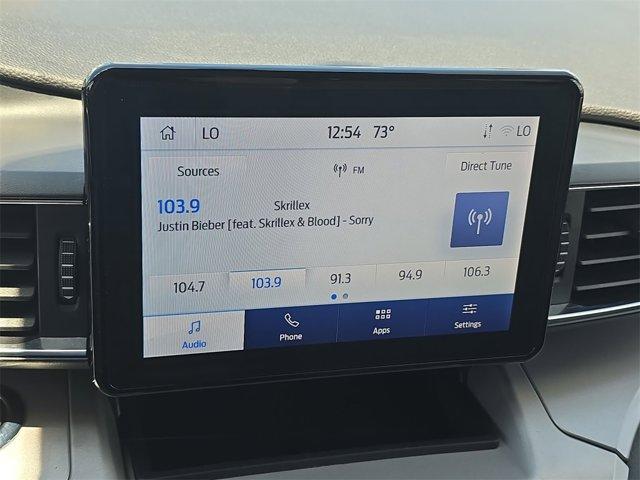 LO 12:54 73° LO
Sources FM Direct Tune
103.9 Skrillex
Justin Bieber [feat. Skrillex & Blood] - Sorry
104.7 103.9 91.3 94.9 106.3
Audio Phone Apps Settings